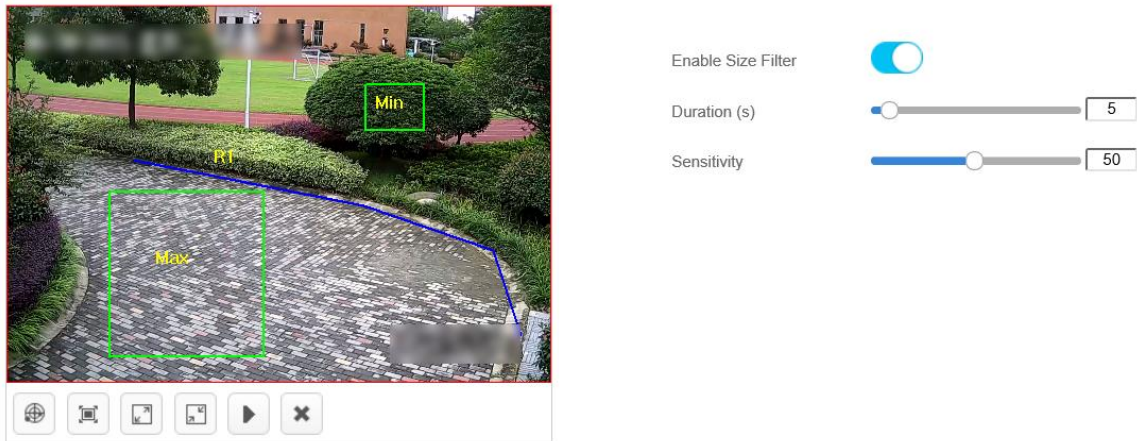 Enable Size Filter
Min
Duration (s) 5
R1
Sensitivity 50
Max